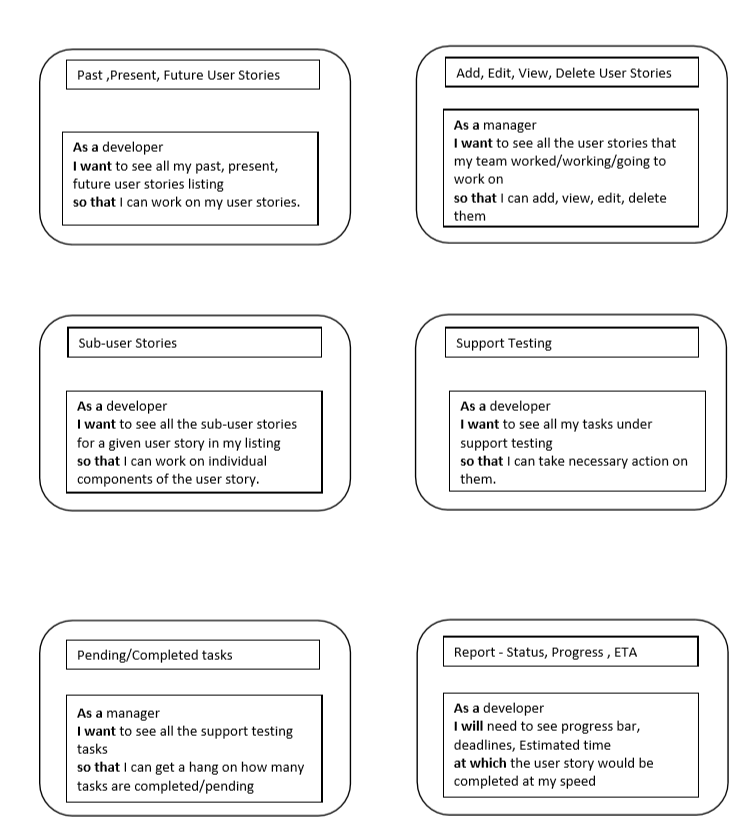 Past ,Present, Future User Stories
As a developer
I want to see all my past, present,
future user stories listing
so that I can work on my user stories.
Add, Edit, View, Delete User Stories
As a manager
I want to see all the user stories that
my team worked/working/going to
work on
so that I can add, view, edit, delete
them
Sub-user Stories
As a developer
I want to see all the sub-user stories
for a given user story in my listing
so that I can work on individual
components of the user story.
Support Testing
As a developer
I want to see all my tasks under
support testing
so that I can take necessary action on
them.
Pending/Completed tasks
As a manager
I want to see all the support testing
tasks
so that I can get a hang on how many
tasks are completed/pending
Report - Status, Progress , ETA
As a developer
I will need to see progress bar,
deadlines, Estimated time
at which the user story would be
completed at my speed